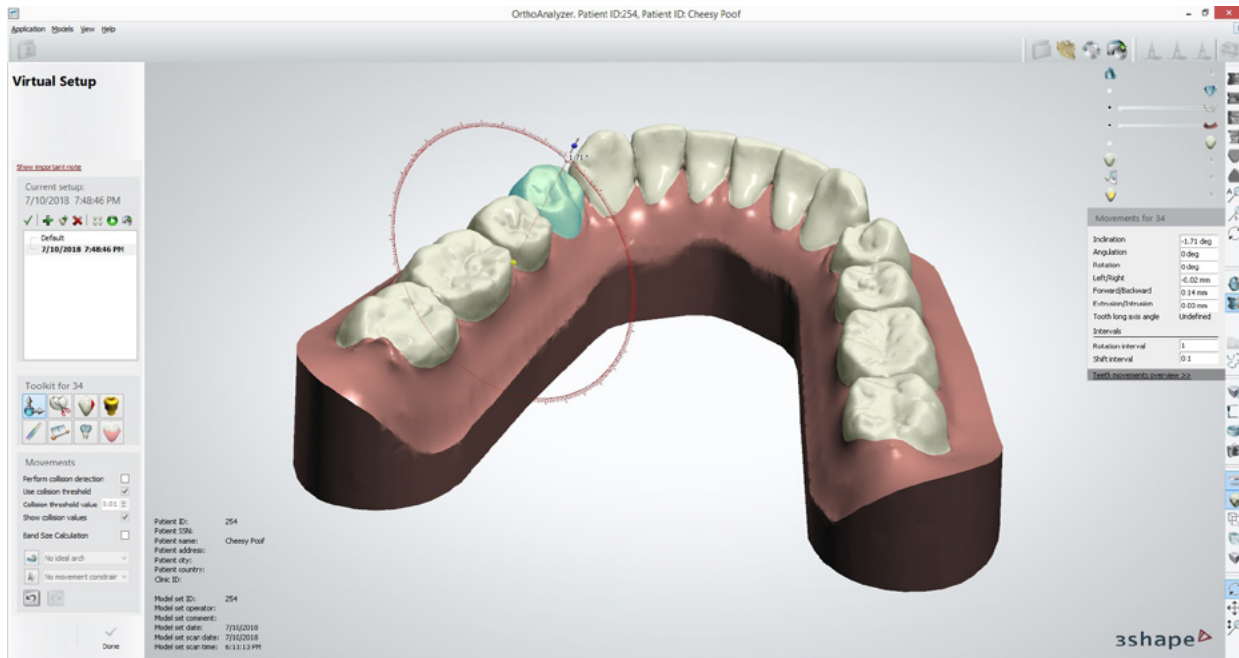 OrthoAnalyzer. Patient ID:254, Patient ID: Cheesy Poof
Application Models View Help
Virtual Setup
Show important note
Current setup:
7/10/2018 7:48:46 PM
Default
7/10/2018 7:48:46 PM
Toolkit for 34
Movements
Perform collision detection
Use collision threshold
Collision threshold value 0.01
Show collision values
Band Size Calculation
No ideal arch
No movement constrain
Done
-1.71 °
Patient ID: 254
Patient SSN:
Patient name: Cheesy Poof
Patient address:
Patient city:
Patient country:
Clinic ID:
Model set ID: 254
Model set operator:
Model set comment:
Model set date: 7/10/2018
Model set scan date: 7/10/2018
Model set scan time: 6:11:13 PM
Movements for 34
Inclination -1.71 deg
Angulation 0 deg
Rotation 0 deg
Left/Right -0.02 mm
Forward/Backward 0.14 mm
Extrusion/Intrusion 0.00 mm
Tooth long axis angle Undefined
Intervals
Rotation interval 1
Shift interval 0.1
Teeth movements overview >>
3shape